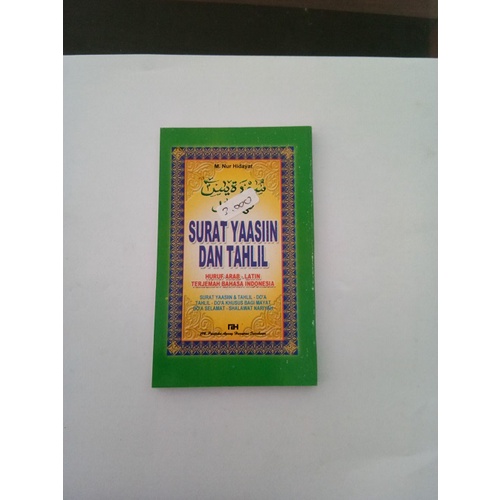 M. Nur Hidayat
سورة يس
2.000
SURAT YAASIIN
DAN TAHLIL
HURUF ARAB - LATIN
TERJEMAH BAHASA INDONESIA
SURAT YAASIIN & TAHLIL - DO'A
TAHLIL - DO'A KHUSUS BAGI MAYAT
DO'A SELAMAT - SHALAWAT NARIYAH